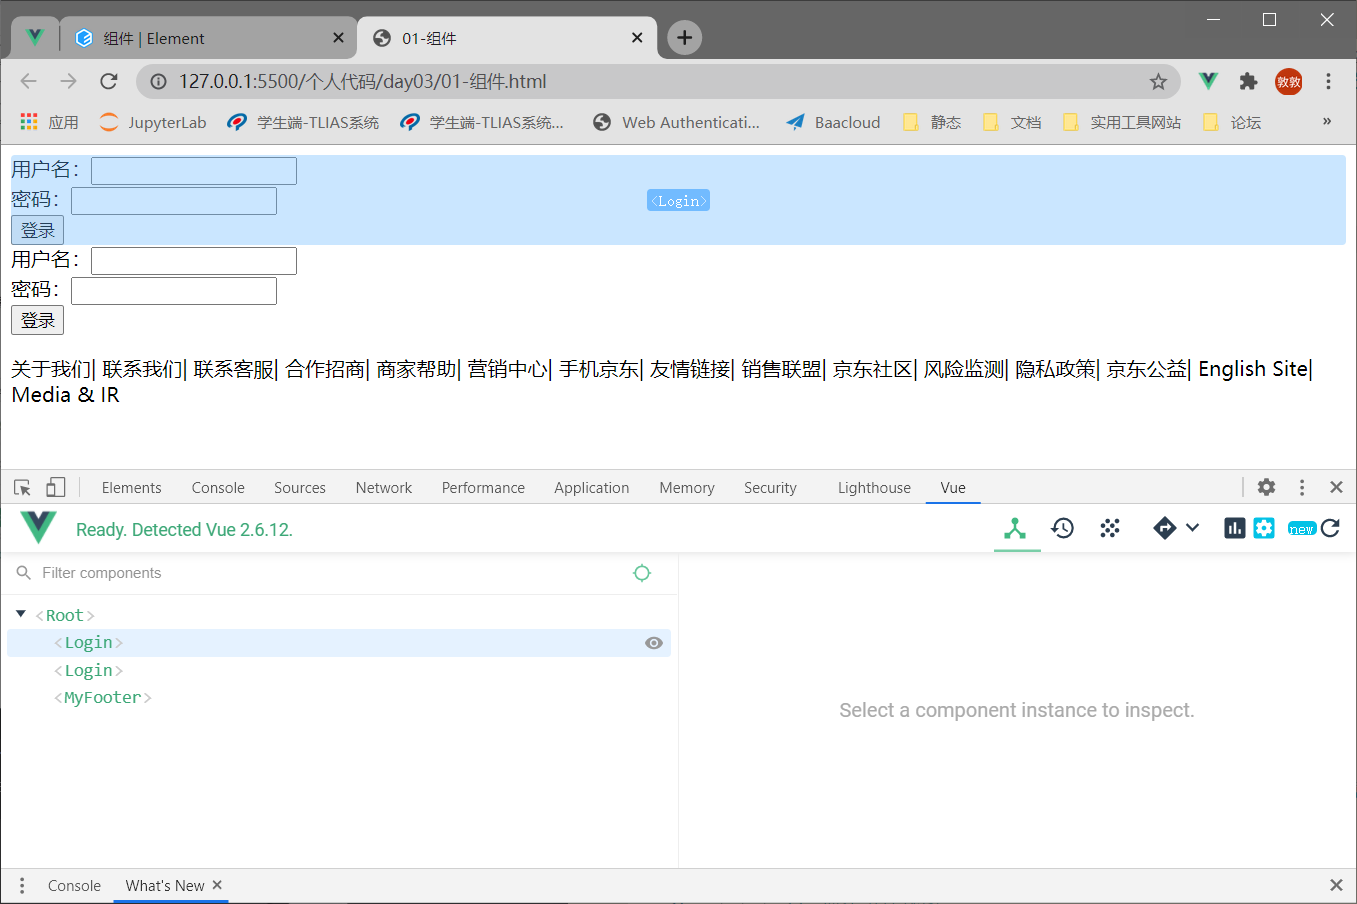 组件 | Element
01-组件
127.0.0.1:5500/个人代码/day03/01-组件.html
敦敦
应用 JupyterLab 学生端-TLIAS系统 学生端-TLIAS系统... Web Authenticati... Baacloud 静态 文档 实用工具网站 论坛 »
用户名：
密码：
<Login>
登录
用户名：
密码：
登录
关于我们| 联系我们| 联系客服| 合作招商| 商家帮助| 营销中心| 手机京东| 友情链接| 销售联盟| 京东社区| 风险监测| 隐私政策| 京东公益| English Site|
Media & IR
Elements Console Sources Network Performance Application Memory Security Lighthouse Vue
Ready. Detected Vue 2.6.12.
new
Filter components
<Root>
<Login>
<Login>
<MyFooter>
Select a component instance to inspect.
Console What's New